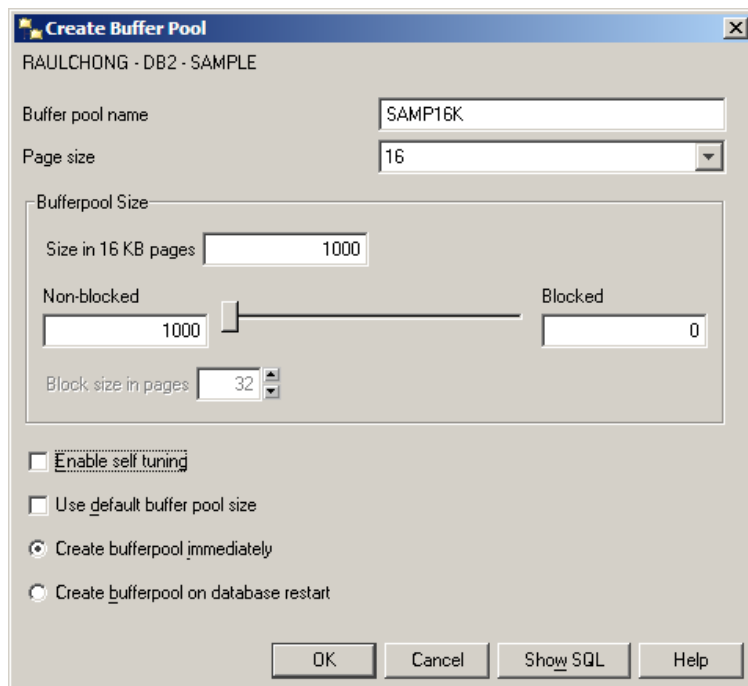 Create Buffer Pool
RAULCHONG - DB2 - SAMPLE
Buffer pool name SAMP16K
Page size 16
Bufferpool Size
Size in 16 KB pages 1000
Non-blocked Blocked
1000 0
Block size in pages 32
Enable self tuning
Use default buffer pool size
Create bufferpool immediately
Create bufferpool on database restart
OK Cancel Show SQL Help